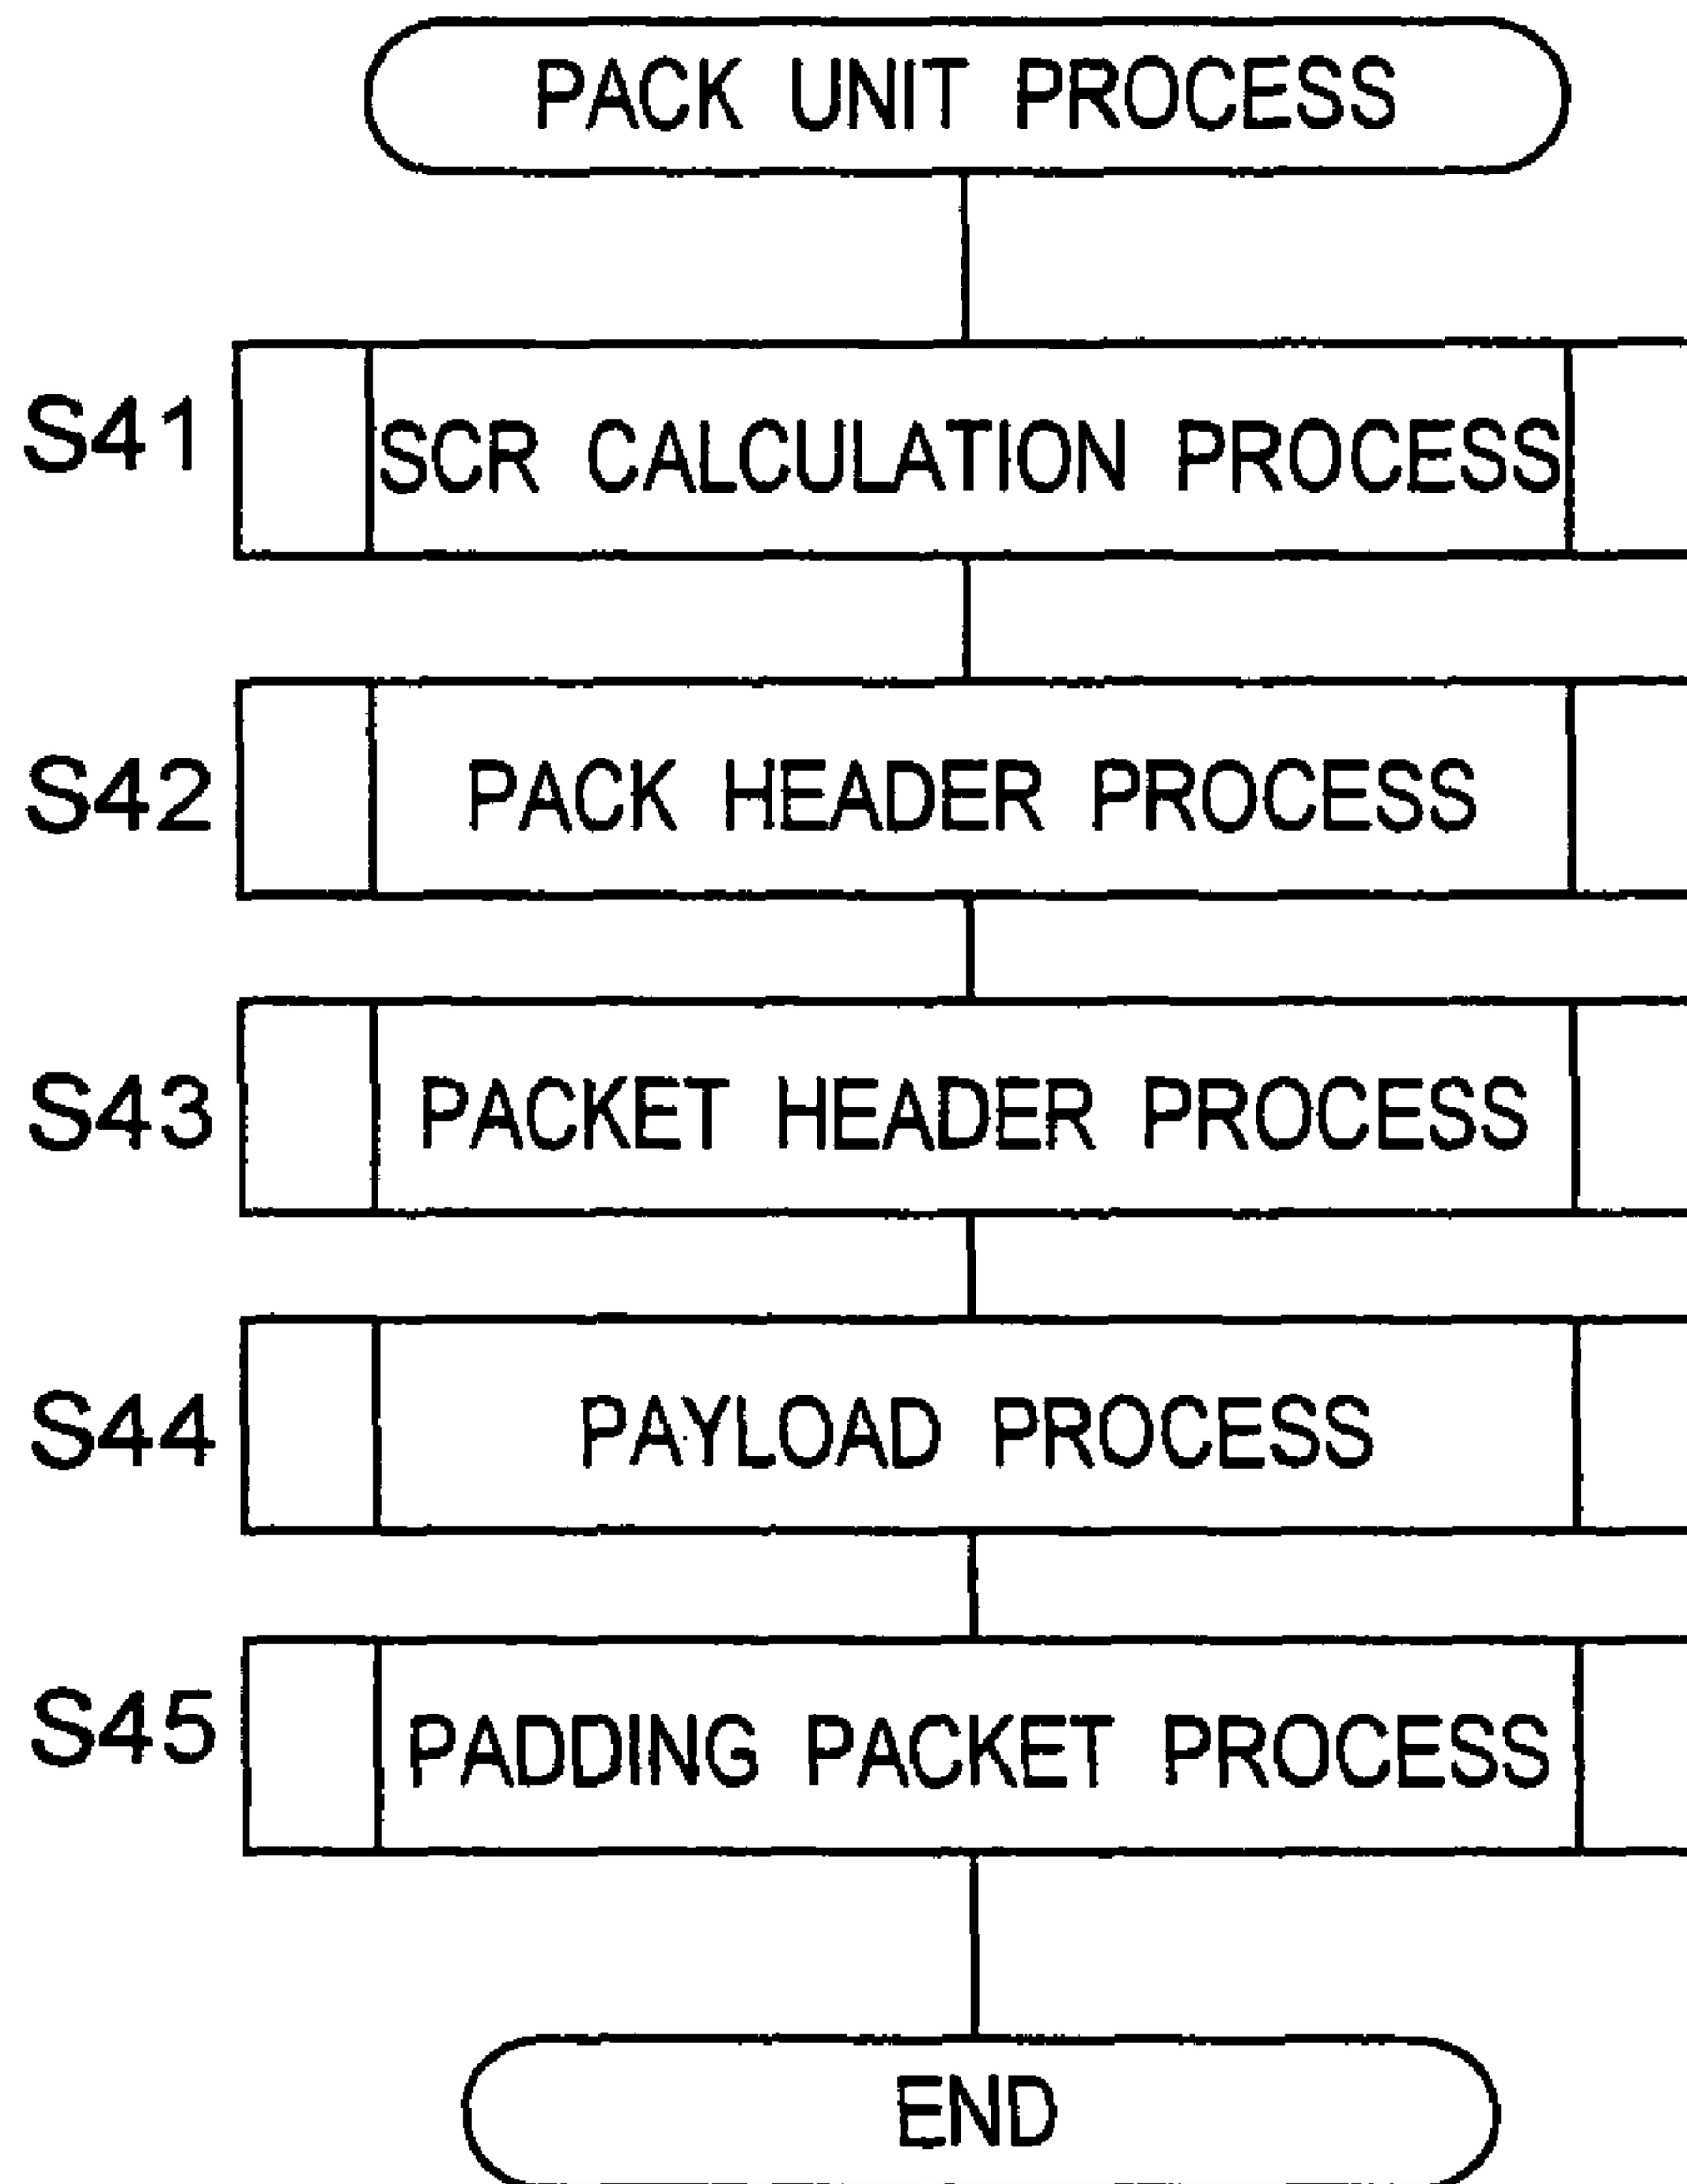 PACK UNIT PROCESS
S41 SCR CALCULATION PROCESS
S42 PACK HEADER PROCESS
S43 PACKET HEADER PROCESS
S44 PAYLOAD PROCESS
S45 PADDING PACKET PROCESS
END